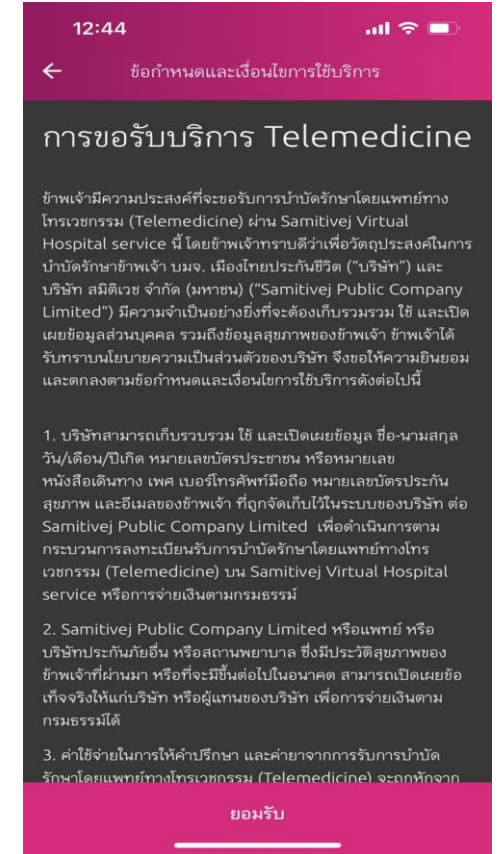 12:44
ข้อกำหนดและเงื่อนไขการใช้บริการ
การขอรับบริการ Telemedicine
ข้าพเจ้ามีความประสงค์ที่จะขอรับการบำบัดรักษาโดยแพทย์ทาง
โทรเวชกรรม (Telemedicine) ผ่าน Samitivej Virtual
Hospital service นี้ โดยข้าพเจ้าทราบดีว่าเพื่อวัตถุประสงค์ในการ
บำบัดรักษาข้าพเจ้า บมจ. เมืองไทยประกันชีวิต (“บริษัท”) และ
บริษัท สมิติเวช จำกัด (มหาชน) (“Samitivej Public Company
Limited”) มีความจำเป็นอย่างยิ่งที่จะต้องเก็บรวบรวม ใช้ และเปิด
เผยข้อมูลส่วนบุคคล รวมถึงข้อมูลสุขภาพของข้าพเจ้า ข้าพเจ้าได้
รับทราบนโยบายความเป็นส่วนตัวของบริษัท จึงขอให้ความยินยอม
และตกลงตามข้อกำหนดและเงื่อนไขการใช้บริการดังต่อไปนี้
1. บริษัทสามารถเก็บรวบรวม ใช้ และเปิดเผยข้อมูล ชื่อ-นามสกุล
วัน/เดือน/ปีเกิด หมายเลขบัตรประชาชน หรือหมายเลข
หนังสือเดินทาง เพศ เบอร์โทรศัพท์มือถือ หมายเลขบัตรประกัน
สุขภาพ และอีเมลของข้าพเจ้า ที่ถูกจัดเก็บไว้ในระบบของบริษัท ต่อ
Samitivej Public Company Limited เพื่อดำเนินการตาม
กระบวนการลงทะเบียนรับการบำบัดรักษาโดยแพทย์ทางโทร
เวชกรรม (Telemedicine) บน Samitivej Virtual Hospital
service หรือการจ่ายเงินตามกรมธรรม์
2. Samitivej Public Company Limited หรือแพทย์ หรือ
บริษัทประกันภัยอื่น หรือสถานพยาบาล ซึ่งมีประวัติสุขภาพของ
ข้าพเจ้าที่ผ่านมา หรือที่จะมีขึ้นต่อไปในอนาคต สามารถเปิดเผยข้อ
เท็จจริงให้แก่บริษัท หรือผู้แทนของบริษัท เพื่อการจ่ายเงินตาม
กรมธรรม์ได้
3. ค่าใช้จ่ายในการให้คำปรึกษา และค่ายาจากการรับการบำบัด
รักษาโดยแพทย์ทางโทรเวชกรรม (Telemedicine) จะถูกหักจาก
ยอมรับ